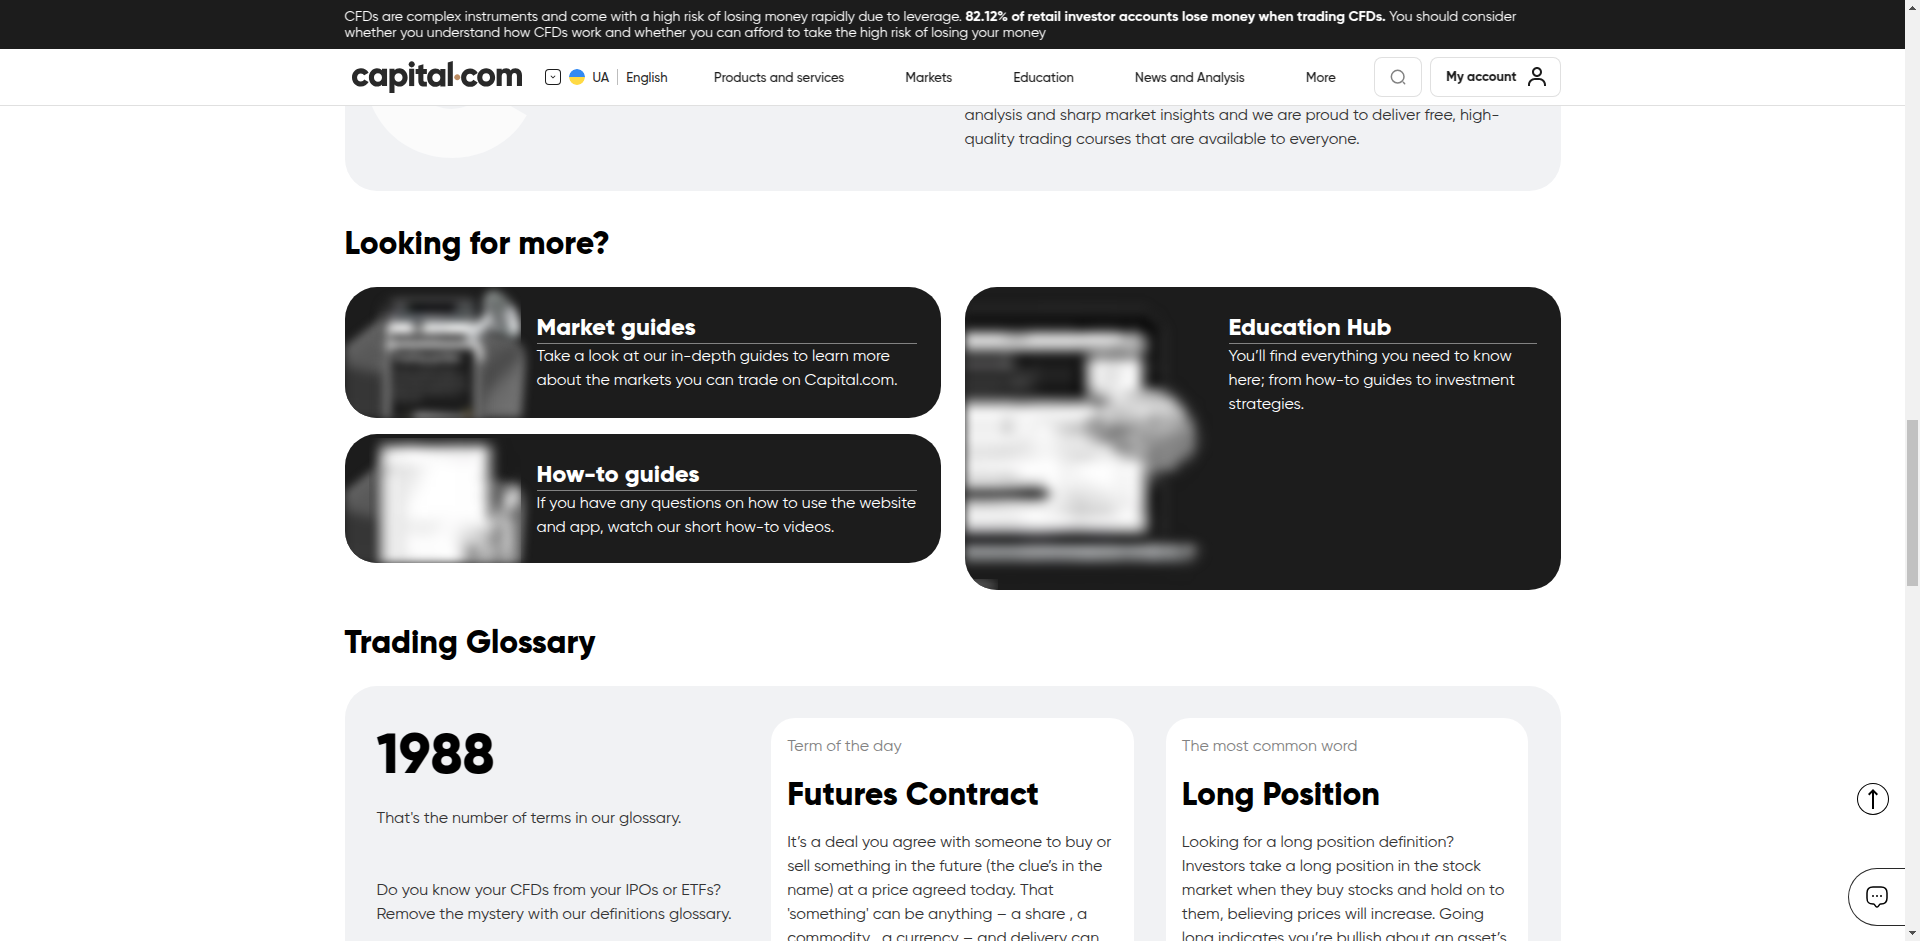 CFDs are complex instruments and come with a high risk of losing money rapidly due to leverage. 82.12% of retail investor accounts lose money when trading CFDs. You should consider
whether you understand how CFDs work and whether you can afford to take the high risk of losing your money
capital.com UA English Products and services Markets Education News and Analysis More My account
analysis and sharp market insights and we are proud to deliver free, high-
quality trading courses that are available to everyone.
Looking for more?
Market guides
Take a look at our in-depth guides to learn more
about the markets you can trade on Capital.com.
How-to guides
If you have any questions on how to use the website
and app, watch our short how-to videos.
Education Hub
You’ll find everything you need to know
here; from how-to guides to investment
strategies.
Trading Glossary
1988
That's the number of terms in our glossary.
Do you know your CFDs from your IPOs or ETFs?
Remove the mystery with our definitions glossary.
Term of the day
Futures Contract
It’s a deal you agree with someone to buy or
sell something in the future (the clue’s in the
name) at a price agreed today. That
'something' can be anything – a share , a
commodity , a currency – and delivery can
The most common word
Long Position
Looking for a long position definition?
Investors take a long position in the stock
market when they buy stocks and hold on to
them, believing prices will increase. Going
long indicates you’re bullish about an asset’s